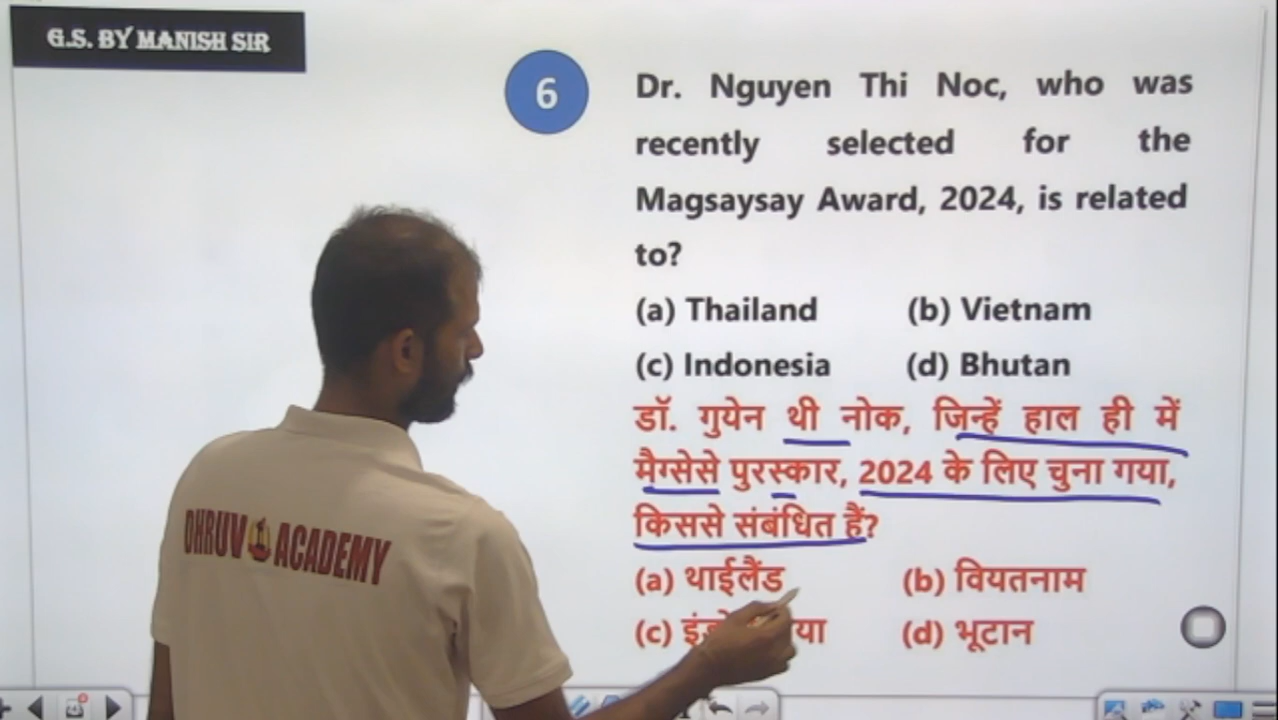 G.S. BY MANISH SIR
6
Dr. Nguyen Thi Noc, who was
recently selected for the
Magsaysay Award, 2024, is related
to?
(a) Thailand (b) Vietnam
(c) Indonesia (d) Bhutan
डॉ. गुयेन थी नोक, जिन्हें हाल ही में
मैग्सेसे पुरस्कार, 2024 के लिए चुना गया,
किससे संबंधित हैं?
(a) थाईलैंड (b) वियतनाम
(c) (d) भूटान
DHRUV ACADEMY